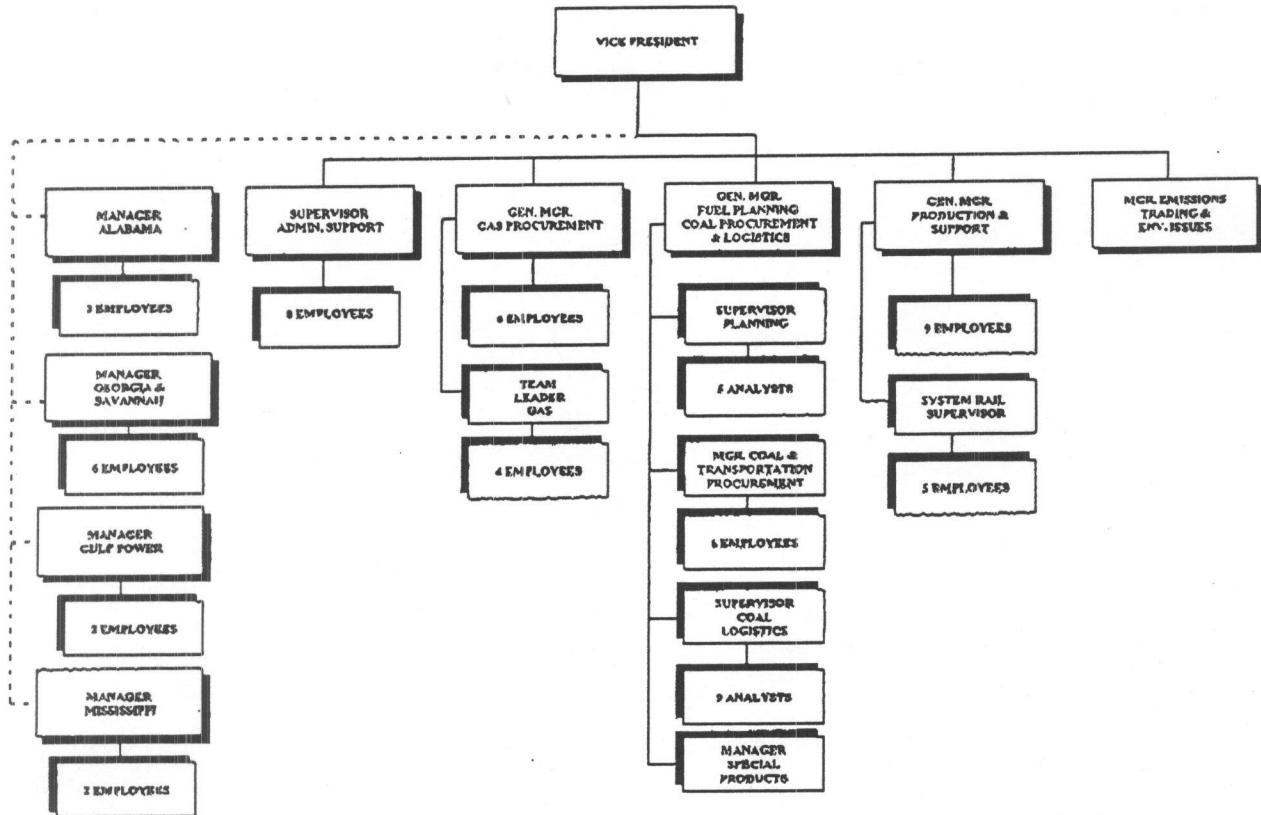 VICE PRESIDENT
MANAGER
ALABAMA
EMPLOYEES
MANAGER
GEORGIA &
SAVANNAH
6 EMPLOYEES
MANAGER
GULF POWER
2 EMPLOYEES
MANAGER
MISSISSIPPI
2 EMPLOYEES
SUPERVISOR
ADMIN. SUPPORT
8 EMPLOYEES
GEN. MGR.
GAS PROCUREMENT
6 EMPLOYEES
TEAM
LEADER
GAS
4 EMPLOYEES
GEN. MGR.
FUEL PLANNING
COAL PROCUREMENT
& LOGISTICS
SUPERVISOR
PLANNING
ANALYSTS
MGR. COAL &
TRANSPORTATION
PROCUREMENT
6 EMPLOYEES
SUPERVISOR
COAL
LOGISTICS
9 ANALYSTS
MANAGER
SPECIAL
PRODUCTS
GEN. MGR.
PRODUCTION &
SUPPORT
9 EMPLOYEES
SYSTEM RAIL
SUPERVISOR
5 EMPLOYEES
MGR. EMISSIONS
TRADING &
ENV. ISSUES